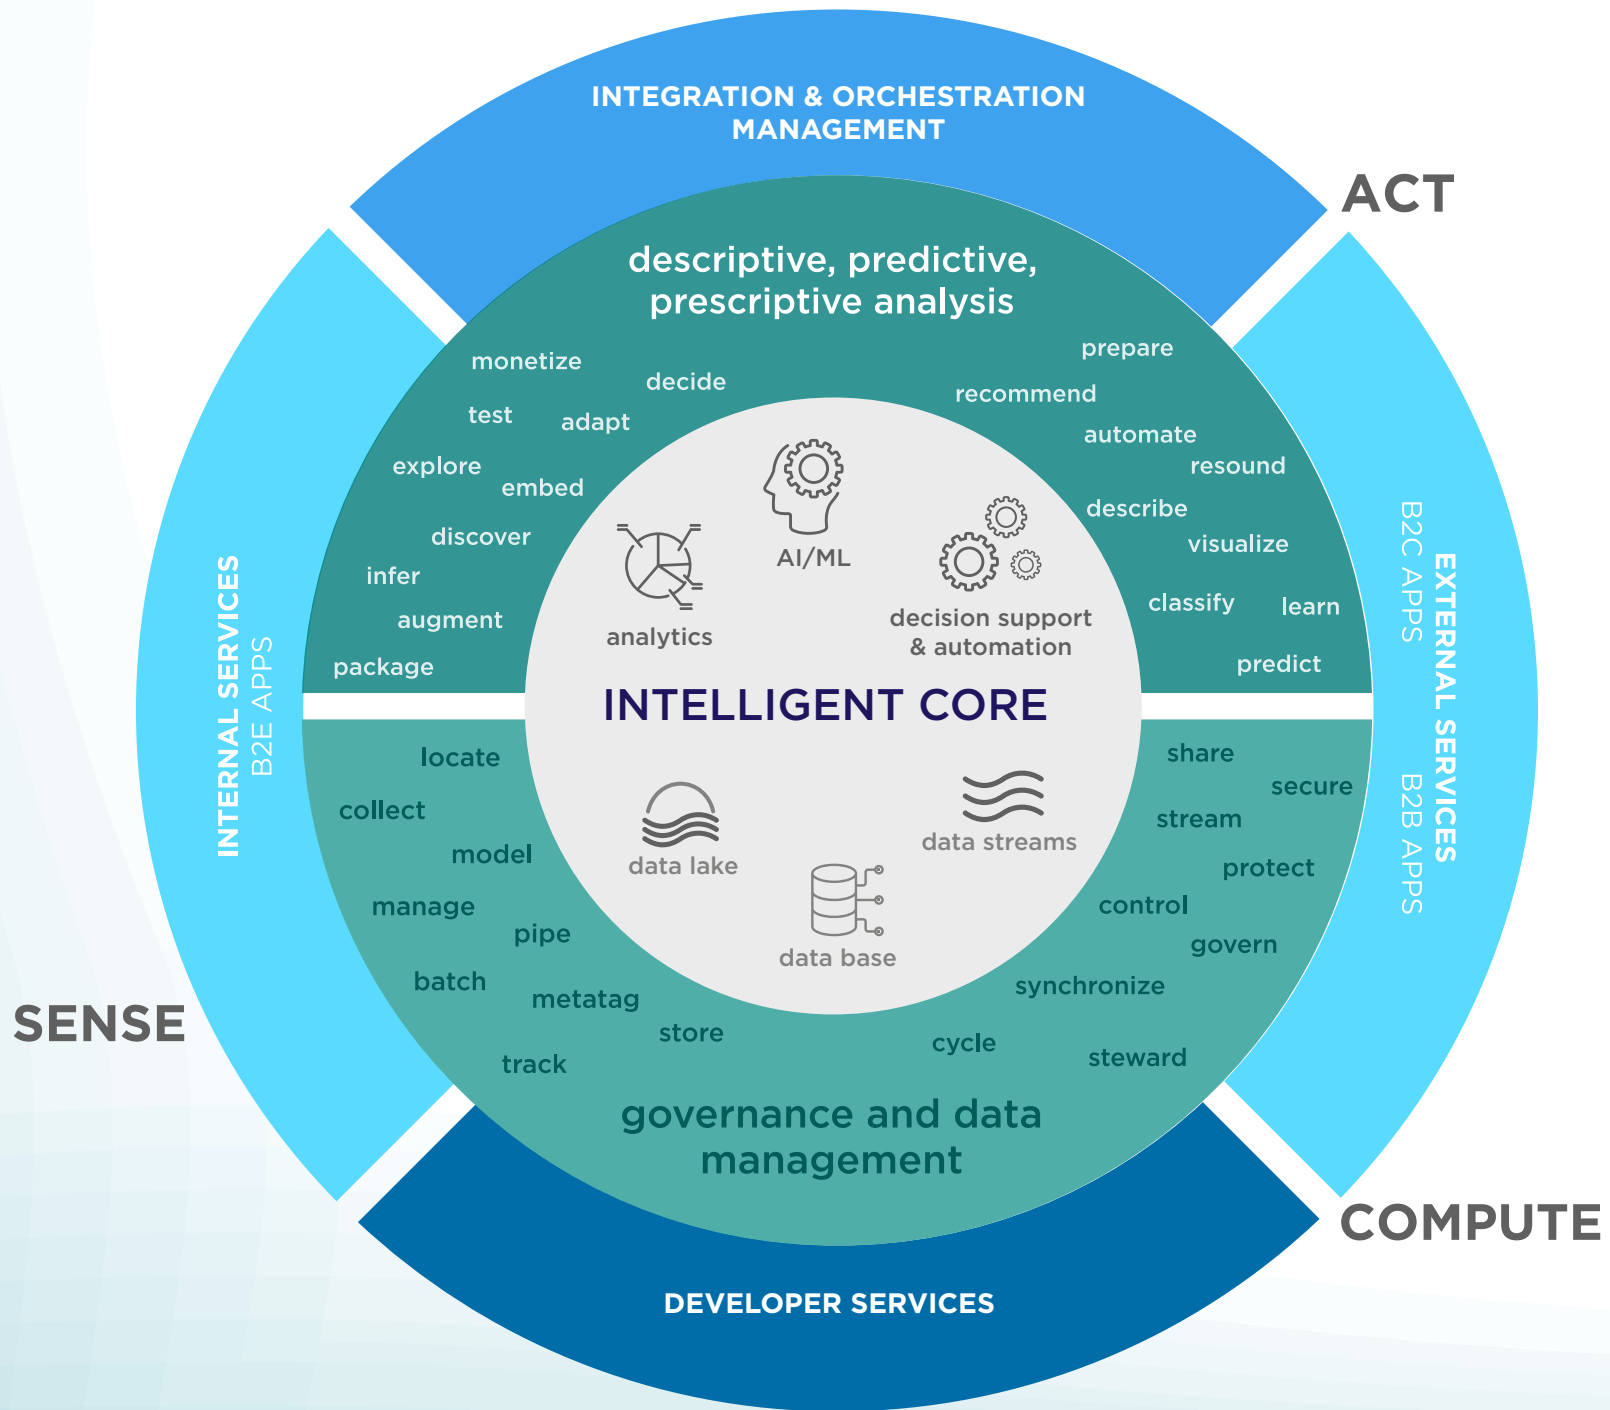 INTEGRATION & ORCHESTRATION
MANAGEMENT
ACT
descriptive, predictive,
prescriptive analysis
monetize
decide
test
adapt
explore
embed
discover
infer
augment
package
prepare
recommend
automate
resound
describe
visualize
classify
learn
predict
AI/ML
analytics
decision support
& automation
INTELLIGENT CORE
data lake
data streams
data base
INTERNAL SERVICES
B2E APPS
EXTERNAL SERVICES
B2C APPS
B2B APPS
locate
collect
model
manage
pipe
batch
metatag
store
track
share
secure
stream
protect
control
govern
synchronize
cycle
steward
governance and data
management
SENSE
COMPUTE
DEVELOPER SERVICES